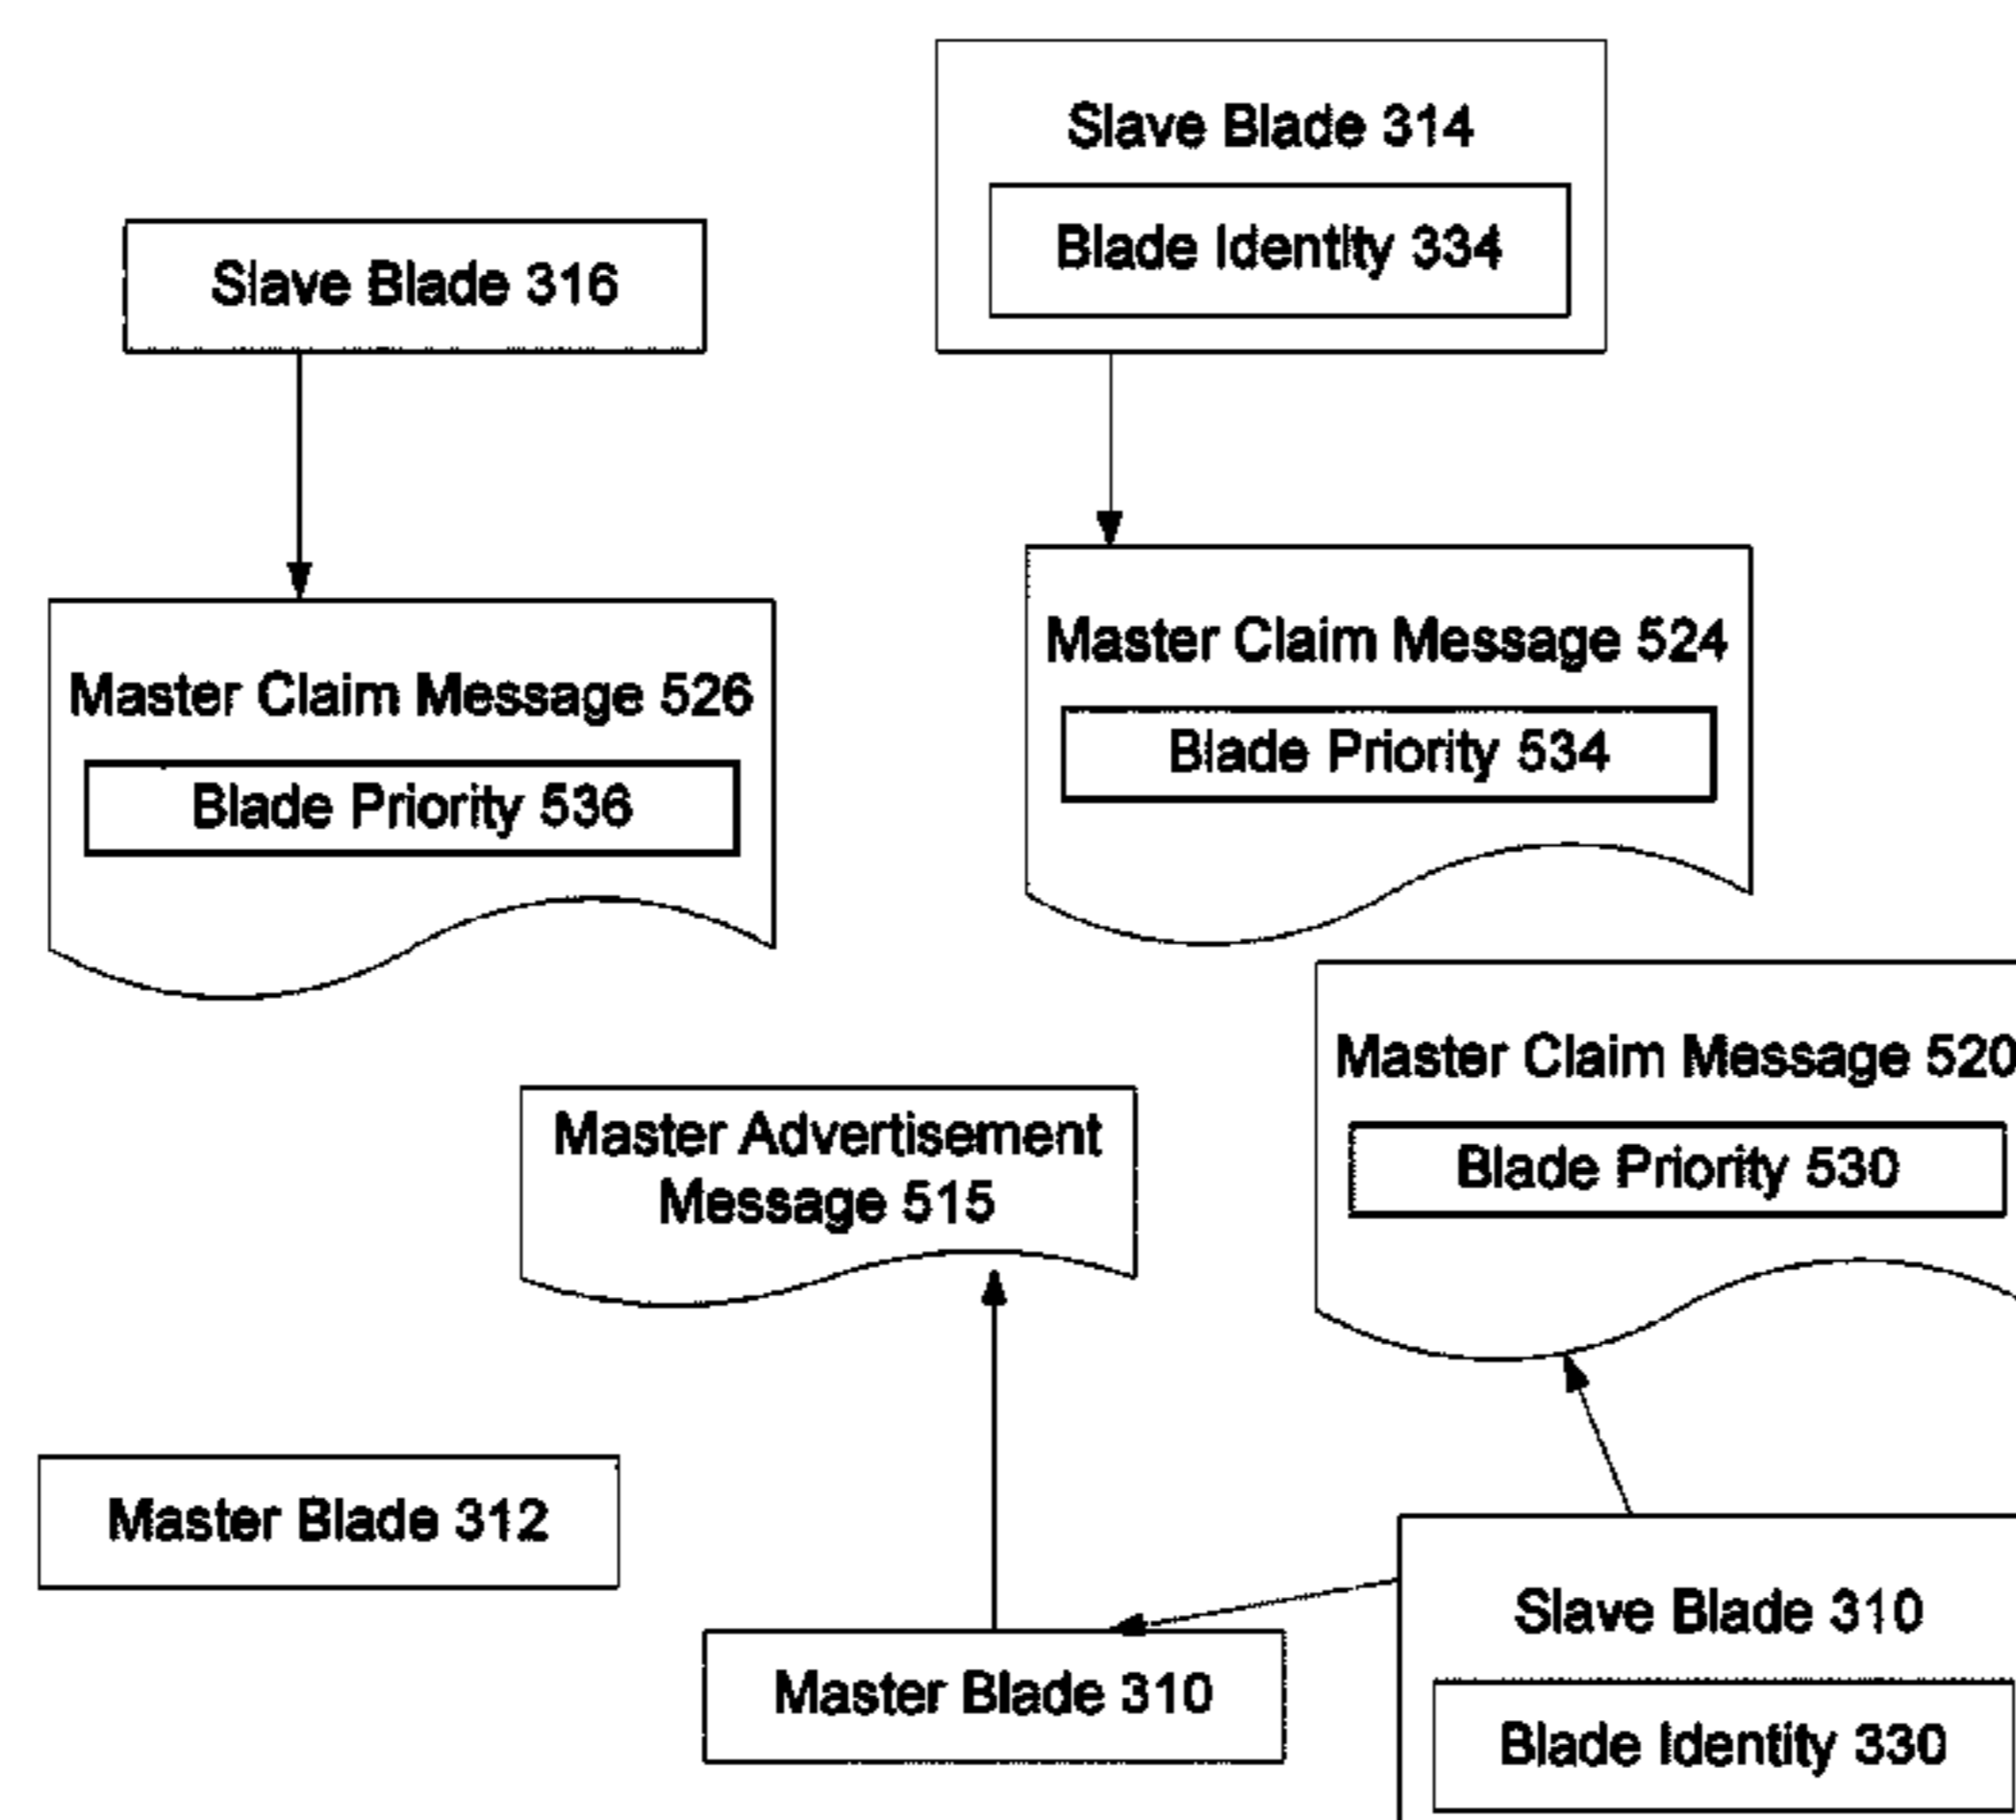 Slave Blade 314
Blade Identity 334
Slave Blade 316
Master Claim Message 524
Blade Priority 534
Master Claim Message 526
Blade Priority 536
Master Claim Message 520
Blade Priority 530
Master Advertisement
Message 515
Master Blade 312
Slave Blade 310
Blade Identity 330
Master Blade 310